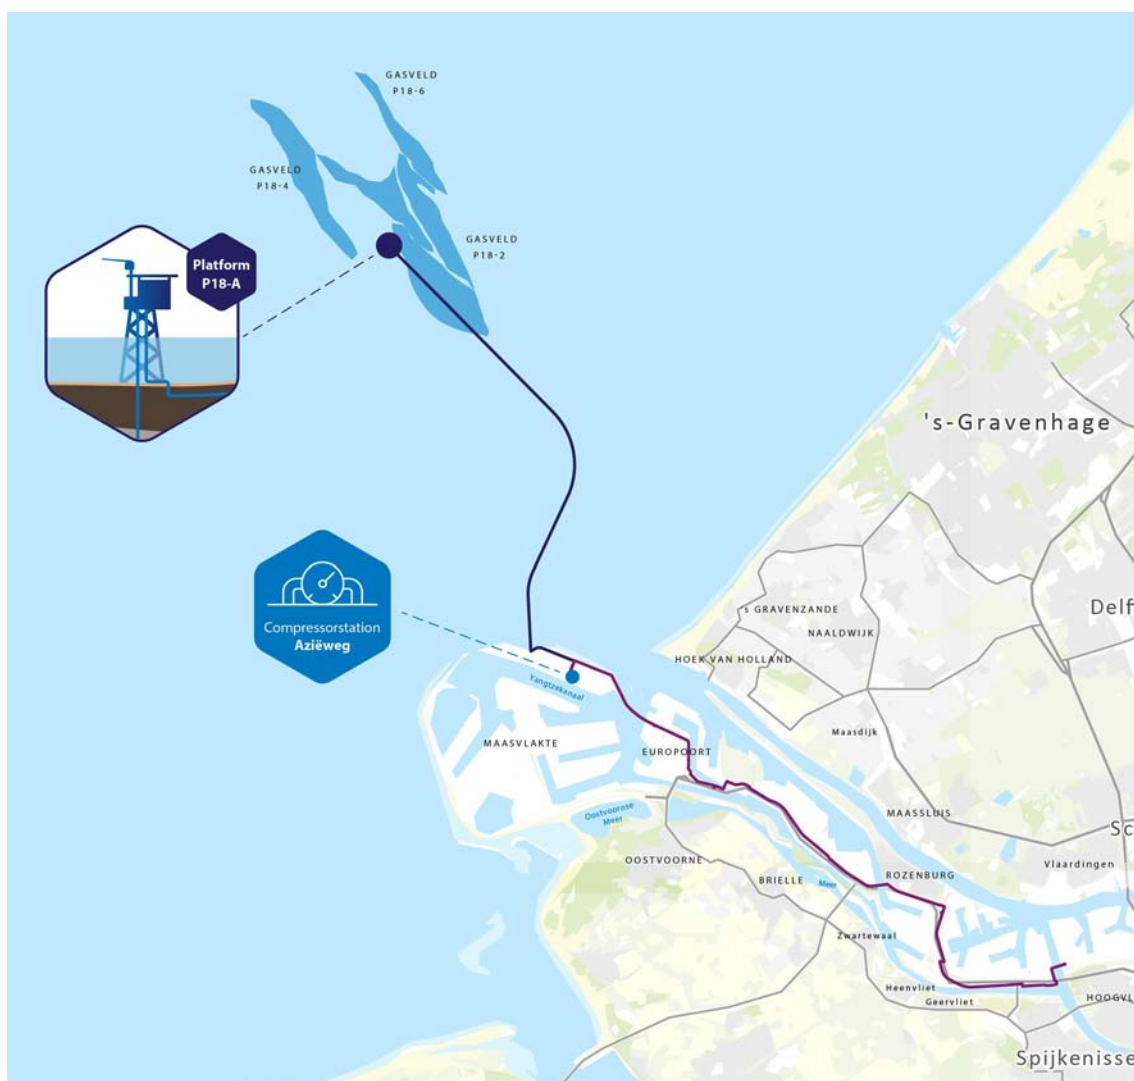 GASVELD
P18-6
GASVELD
P18-4
GASVELD
P18-2
Platform
P18-A
's-Gravenhage
Compressorstation
Aziëweg
Delf
's GRAVENZANDE
NAALDWIJK
HOEK VAN HOLLAND
Yangtzekanaal
Maasdijk
MAASVLAKTE
EUROPOORT
Oostvoornse
Meer
MAASSLUIS
Sc
OOSTVOORNE
Vlaardingen
BRIELLE
Meer
ROZENBURG
Zwartewaal
Heenvliet
Geervliet
HOOGVL
Spijkenisse